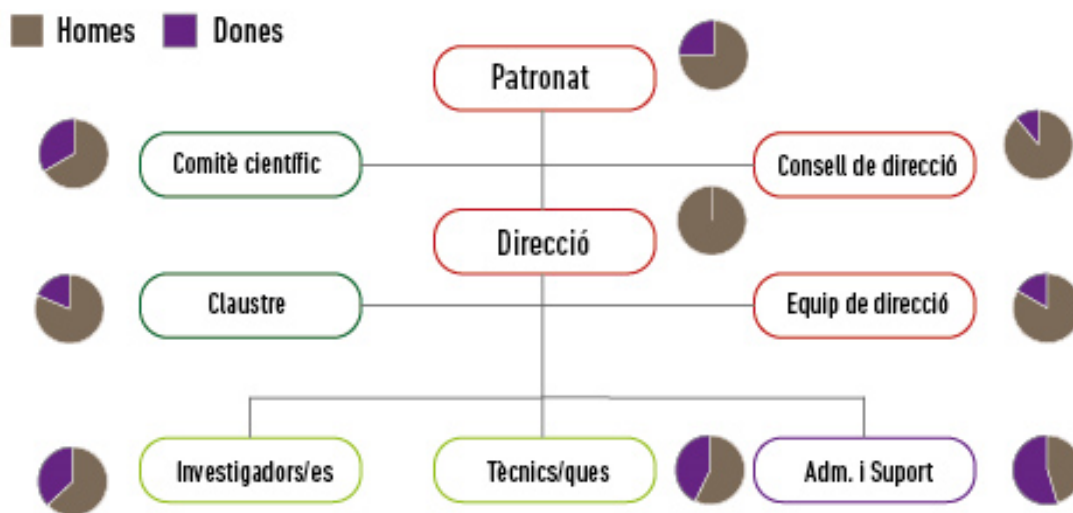 Homes
Dones
Patronat
Comitè científic
Consell de direcció
Direcció
Claustre
Equip de direcció
Investigadors/es
Tècnics/ques
Adm. i Suport